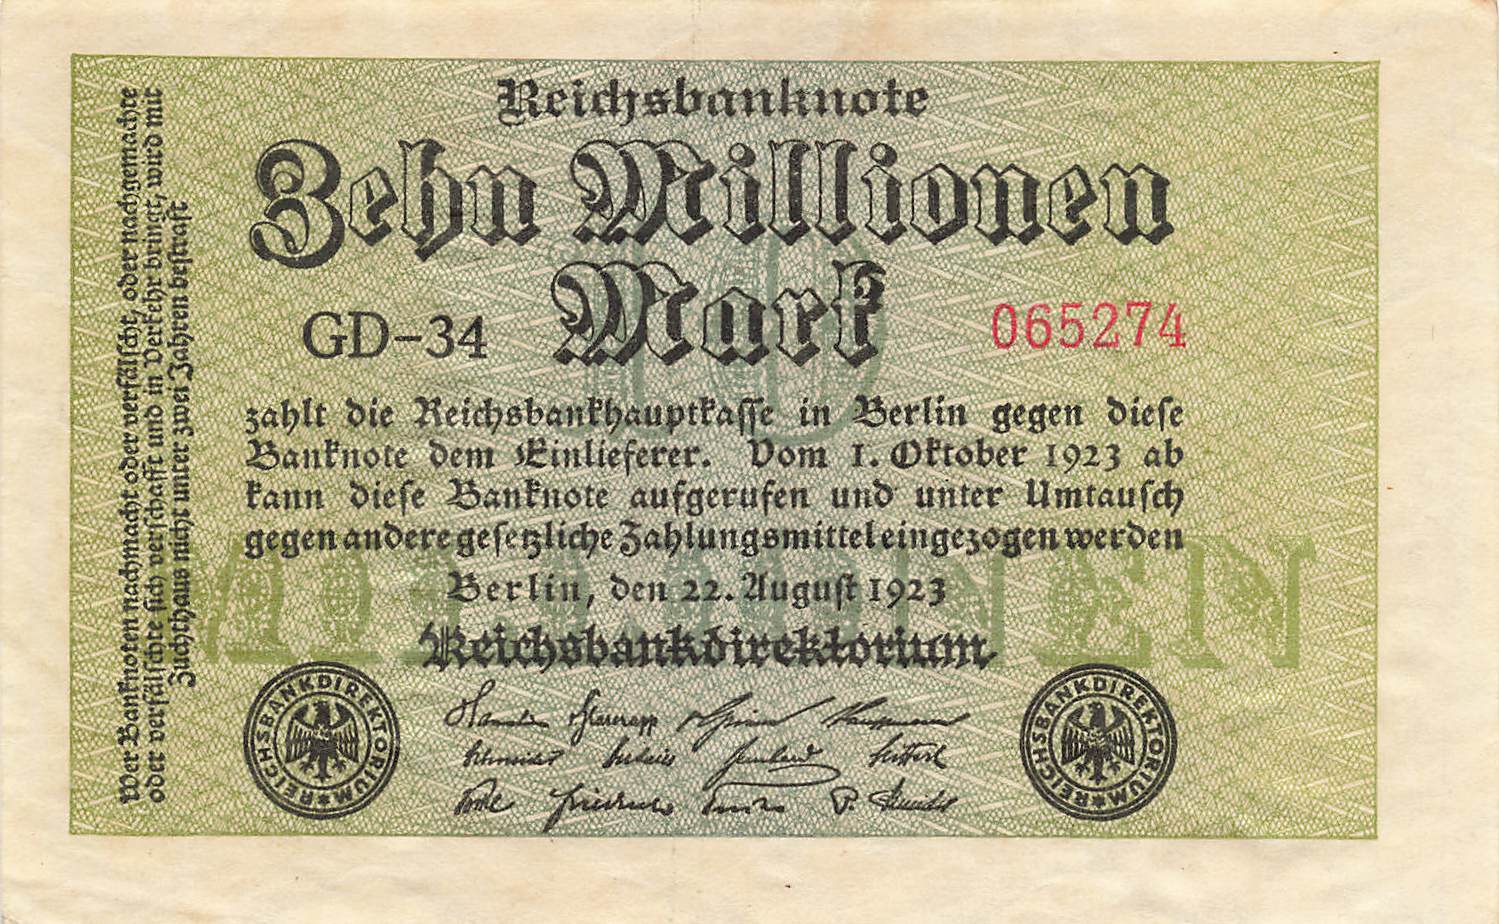 Reichsbanknote
Zehn Millionen
Mark
GD-34
065274
zahlt die Reichsbankhauptkasse in Berlin gegen diese
Banknote dem Einlieferer. Vom 1. Oktober 1923 ab
kann diese Banknote aufgerufen und unter Umtausch
gegen andere gesetzliche Zahlungsmittel eingezogen werden
Berlin, den 22. August 1923
Reichsbankdirektorium
REICHSBANKDIREKTORIUM
REICHSBANKDIREKTORIUM
Wer Banknoten nachmacht oder verfälscht, oder nachgemachte
oder verfälschte sich verschafft und in Verkehr bringt, wird mit
Zuchthaus nicht unter zwei Jahren bestraft
10
MILLIONEN